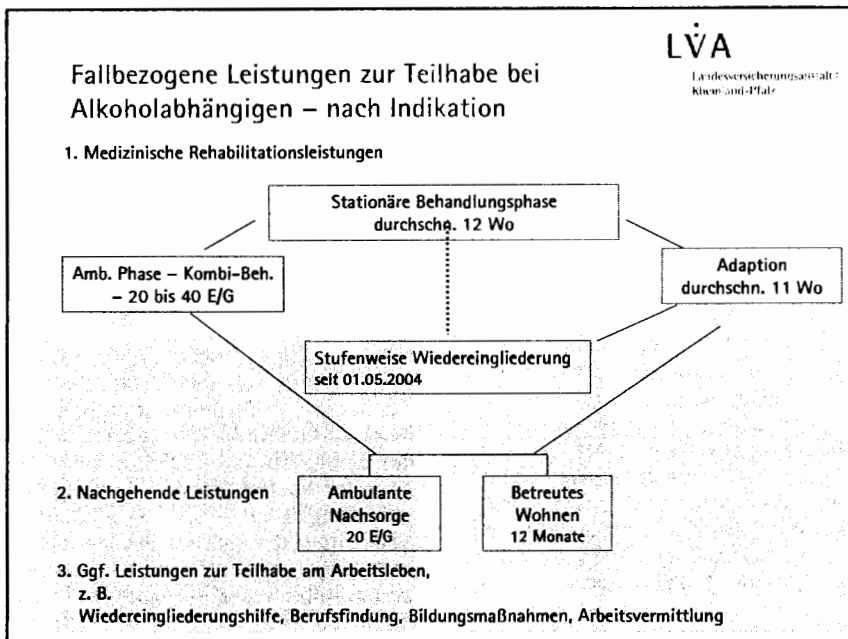 LVA
Landesversicherungsanstalt
Rheinland-Pfalz
Fallbezogene Leistungen zur Teilhabe bei
Alkoholabhängigen – nach Indikation
1. Medizinische Rehabilitationsleistungen
Stationäre Behandlungsphase
durchschn. 12 Wo
Amb. Phase – Kombi-Beh.
– 20 bis 40 E/G
Adaption
durchschn. 11 Wo
Stufenweise Wiedereingliederung
seit 01.05.2004
2. Nachgehende Leistungen
Ambulante
Nachsorge
20 E/G
Betreutes
Wohnen
12 Monate
3. Ggf. Leistungen zur Teilhabe am Arbeitsleben,
z. B.
Wiedereingliederungshilfe, Berufsfindung, Bildungsmaßnahmen, Arbeitsvermittlung